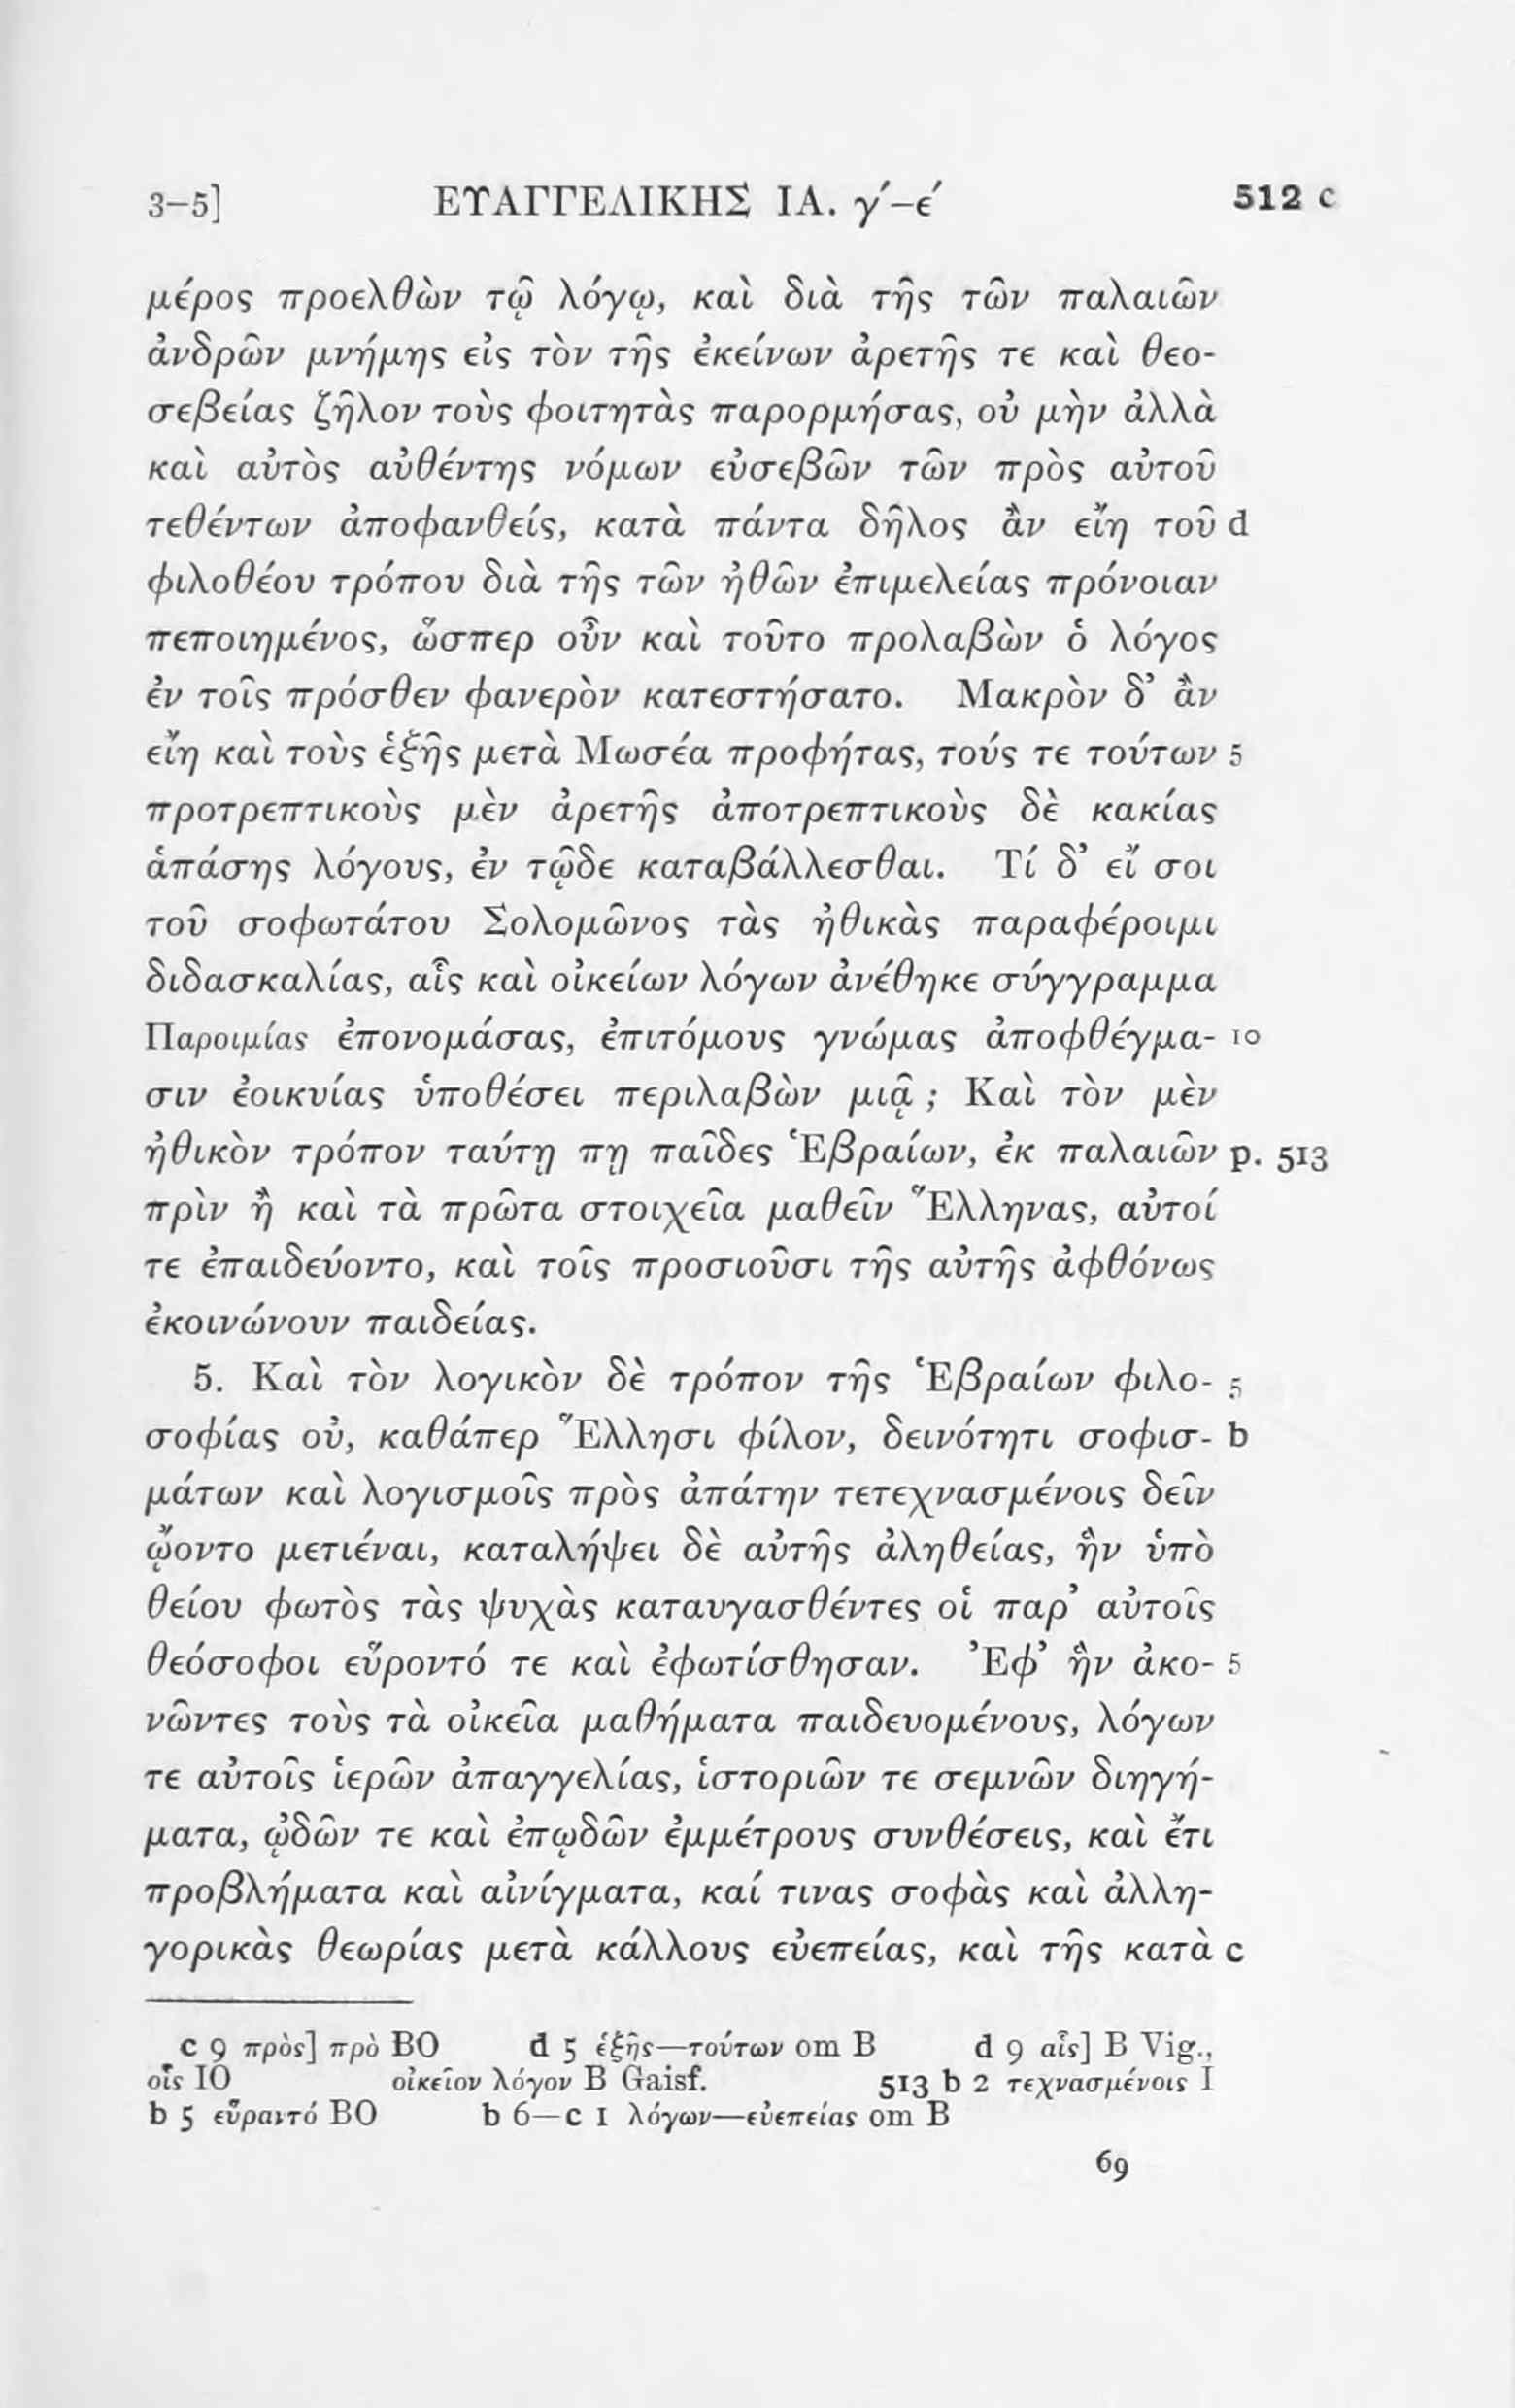 3–5] ΕΥΑΓΓΕΛΙΚΗΣ ΙΑ. γ´–ε´ 512 c
μέρος προελθὼν τῷ λόγῳ, καὶ διὰ τῆς τῶν παλαιῶν
ἀνδρῶν μνήμης εἰς τὸν τῆς ἐκείνων ἀρετῆς τε καὶ θεο-
σεβείας ζῆλον τοὺς φοιτητὰς παρορμήσας, οὐ μὴν ἀλλὰ
καὶ αὐτὸς αὐθέντης νόμων εὐσεβῶν τῶν πρὸς αὐτοῦ
τεθέντων ἀποφανθείς, κατὰ πάντα δῆλος ἂν εἴη τοῦ d
φιλοθέου τρόπου διὰ τῆς τῶν ἠθῶν ἐπιμελείας πρόνοιαν
πεποιημένος, ὥσπερ οὖν καὶ τοῦτο προλαβὼν ὁ λόγος
ἐν τοῖς πρόσθεν φανερὸν κατεστήσατο. Μακρὸν δ’ ἂν
εἴη καὶ τοὺς ἑξῆς μετὰ Μωσέα προφήτας, τούς τε τούτων 5
προτρεπτικοὺς μὲν ἀρετῆς ἀποτρεπτικοὺς δὲ κακίας
ἁπάσης λόγους, ἐν τῷδε καταβάλλεσθαι. Τί δ’ εἴ σοι
τοῦ σοφωτάτου Σολομῶνος τὰς ἠθικὰς παραφέροιμι
διδασκαλίας, αἷς καὶ οἰκείων λόγων ἀνέθηκε σύγγραμμα
Παροιμίας ἐπονομάσας, ἐπιτόμους γνώμας ἀποφθέγμα- 10
σιν ἐοικυίας ὑποθέσει περιλαβὼν μιᾷ ; Καὶ τὸν μὲν
ἠθικὸν τρόπον ταύτῃ πῃ παῖδες Ἑβραίων, ἐκ παλαιῶν p. 513
πρὶν ἢ καὶ τὰ πρῶτα στοιχεῖα μαθεῖν Ἕλληνας, αὐτοί
τε ἐπαιδεύοντο, καὶ τοῖς προσιοῦσι τῆς αὐτῆς ἀφθόνως
ἐκοινώνουν παιδείας.
5. Καὶ τὸν λογικὸν δὲ τρόπον τῆς Ἑβραίων φιλο- 5
σοφίας οὐ, καθάπερ Ἕλλησι φίλον, δεινότητι σοφισ- b
μάτων καὶ λογισμοῖς πρὸς ἀπάτην τετεχνασμένοις δεῖν
ᾤοντο μετιέναι, καταλήψει δὲ αὐτῆς ἀληθείας, ἣν ὑπὸ
θείου φωτὸς τὰς ψυχὰς καταυγασθέντες οἱ παρ’ αὐτοῖς
θεόσοφοι εὕροντό τε καὶ ἐφωτίσθησαν. Ἐφ’ ἣν ἀκο- 5
νῶντες τοὺς τὰ οἰκεῖα μαθήματα παιδευομένους, λόγων
τε αὐτοῖς ἱερῶν ἀπαγγελίας, ἱστοριῶν τε σεμνῶν διηγή-
ματα, ᾠδῶν τε καὶ ἐπῳδῶν ἐμμέτρους συνθέσεις, καὶ ἔτι
προβλήματα καὶ αἰνίγματα, καί τινας σοφὰς καὶ ἀλλη-
γορικὰς θεωρίας μετὰ κάλλους εὐεπείας, καὶ τῆς κατὰ c
c 9 πρὸς] πρὸ BO d 5 ἑξῆς—τούτων om B d 9 αἷς] B Vig.,
οἷς IO οἰκεῖον λόγον B Gaisf. 513 b 2 τεχνασμένοις I
b 5 εὕραντό BO b 6—c 1 λόγων—εὐεπείας om B
69